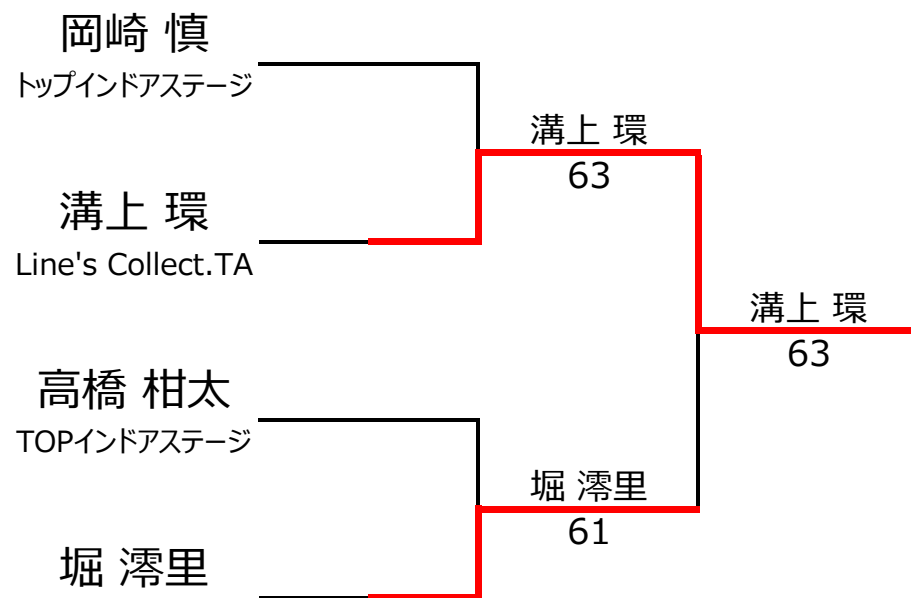 岡崎 慎
トップインドアステージ
溝上 環
63
溝上 環
Line's Collect.TA
溝上 環
63
高橋 柑太
TOPインドアステージ
堀 澪里
61
堀 澪里